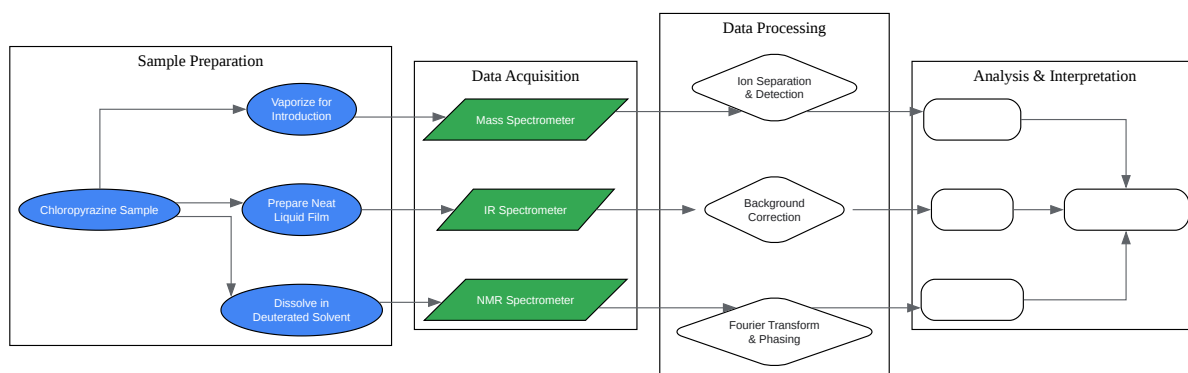 Sample Preparation
Vaporize for
Introduction
Chloropyrazine Sample
Prepare Neat
Liquid Film
Dissolve in
Deuterated Solvent
Data Acquisition
Mass Spectrometer
IR Spectrometer
NMR Spectrometer
Data Processing
Ion Separation
& Detection
Background
Correction
Fourier Transform
& Phasing
Analysis & Interpretation